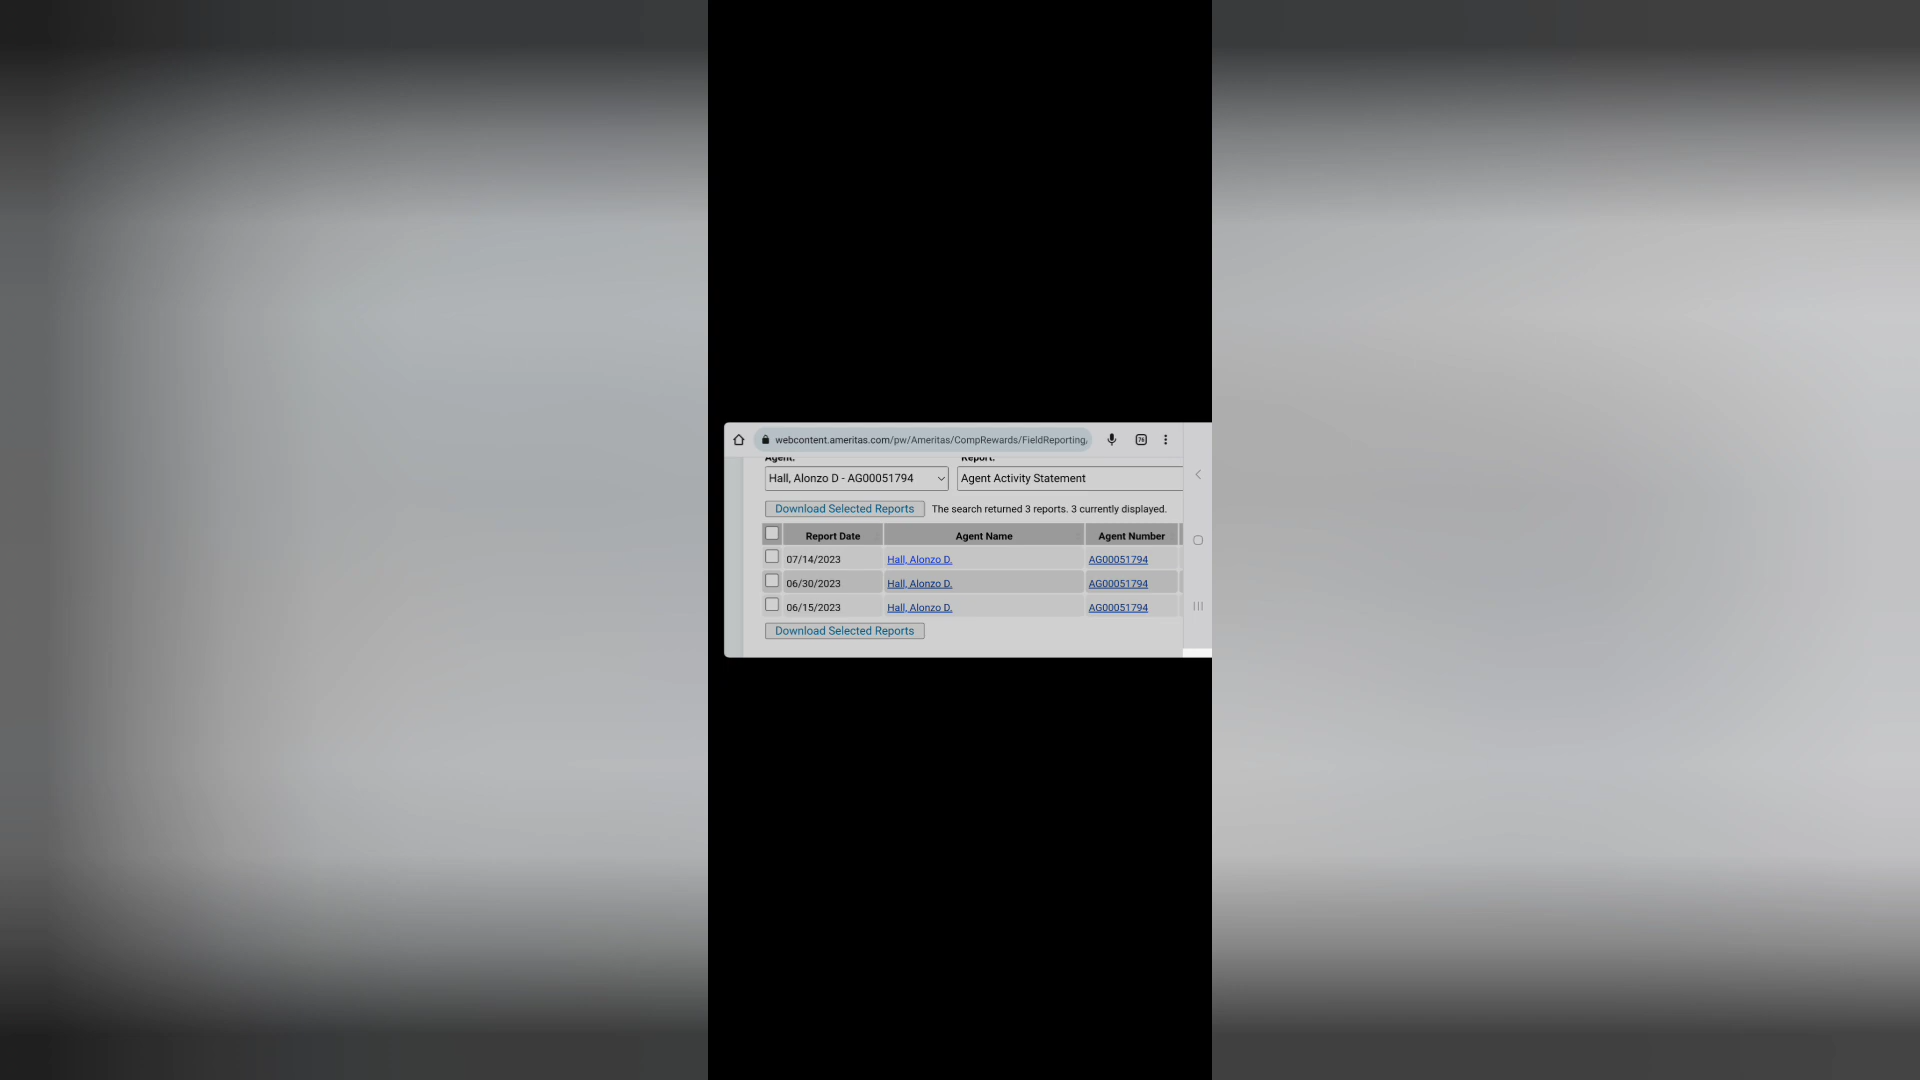 webcontent.ameritas.com/pw/Ameritas/CompRewards/FieldReporting,
76
Agent: Report:
Hall, Alonzo D - AG00051794 Agent Activity Statement
Download Selected Reports The search returned 3 reports. 3 currently displayed.
Report Date Agent Name Agent Number
07/14/2023 Hall, Alonzo D. AG00051794
06/30/2023 Hall, Alonzo D. AG00051794
06/15/2023 Hall, Alonzo D. AG00051794
Download Selected Reports